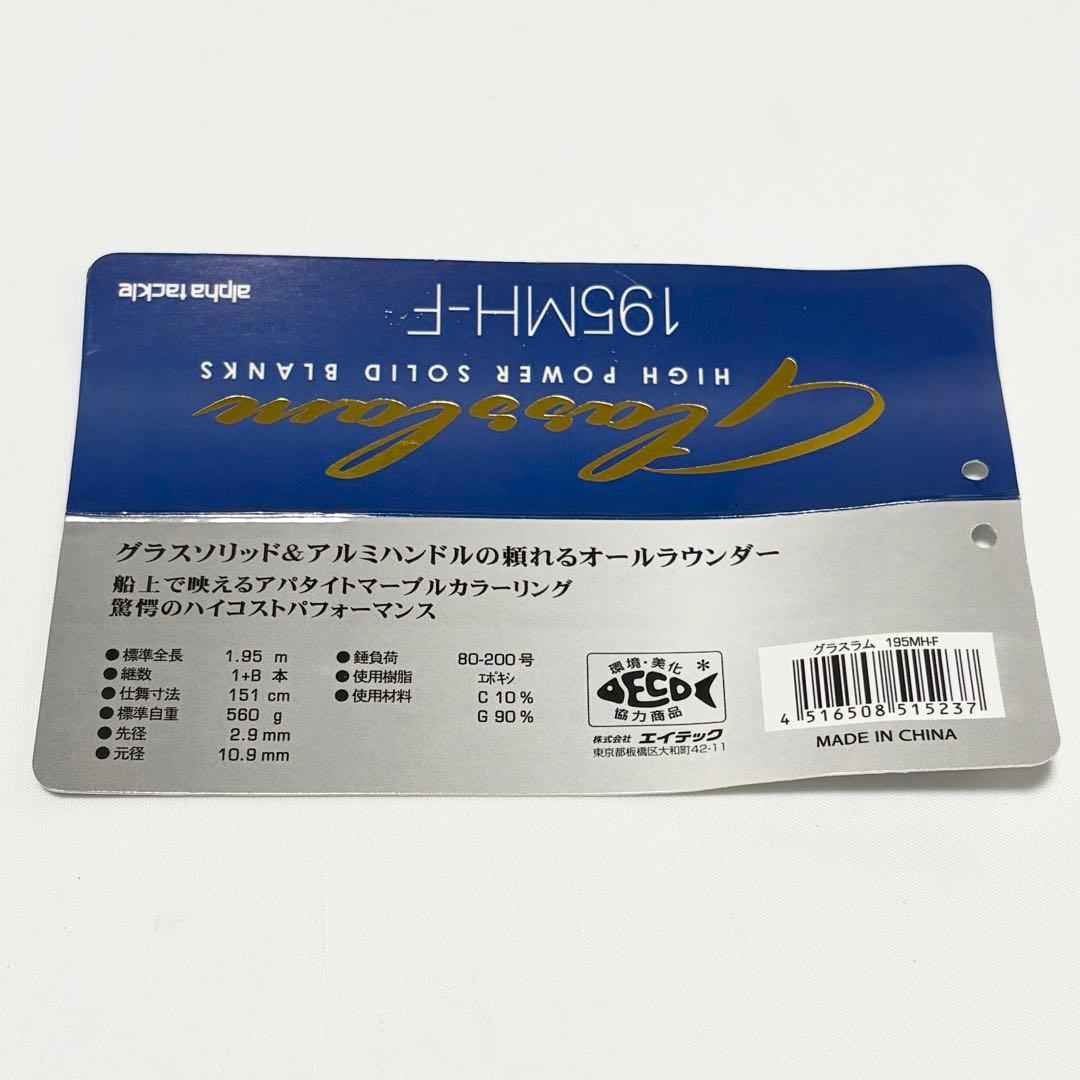 alpha tackle
195MH-F
HIGH POWER SOLID BLANKS
Glasslam
グラスソリッド&アルミハンドルの頼れるオールラウンダー
船上で映えるアパタイトマーブルカラーリング
驚愕のハイコストパフォーマンス
●標準全長 1.95 m
●継数 1+B 本
●仕舞寸法 151 cm
●標準自重 560 g
●先径 2.9 mm
●元径 10.9 mm
●錘負荷 80-200 号
●使用樹脂 エポキシ
●使用材料 C 10 %
G 90 %
環境・美化 *
ECO
協力商品
株式会社 エイテック
東京都板橋区大和町42-11
グラスラム 195MH-F
4 516508 515237
MADE IN CHINA